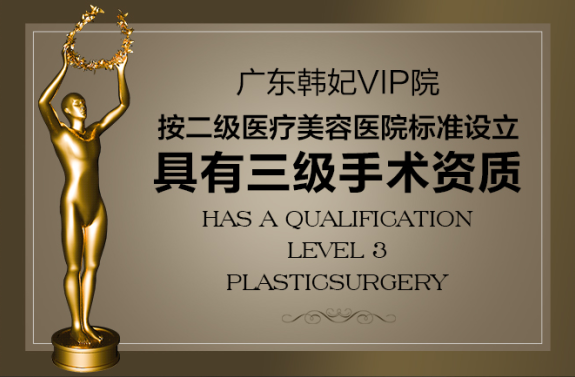 广东韩妃VIP院
按二级医疗美容医院标准设立
具有三级手术资质
HAS A QUALIFICATION
LEVEL 3
PLASTICSURGERY